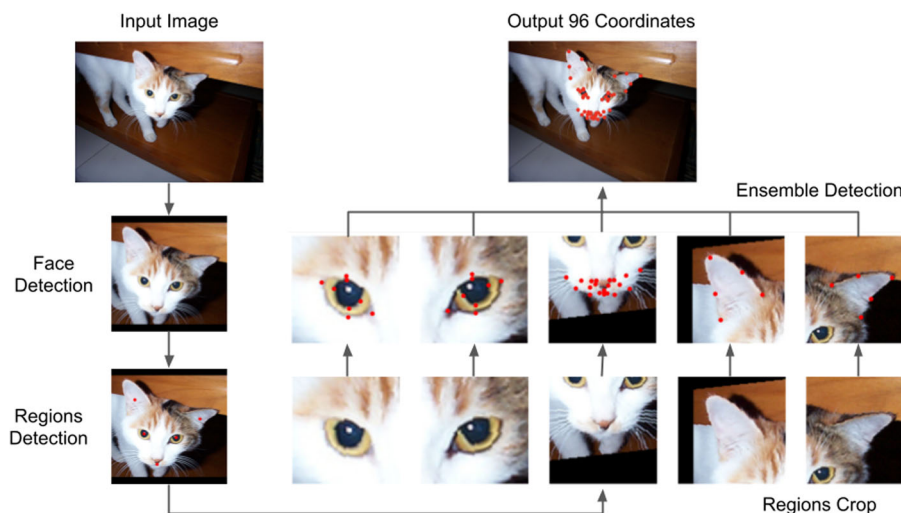 Input Image
Output 96 Coordinates
Ensemble Detection
Face
Detection
Regions
Detection
Regions Crop